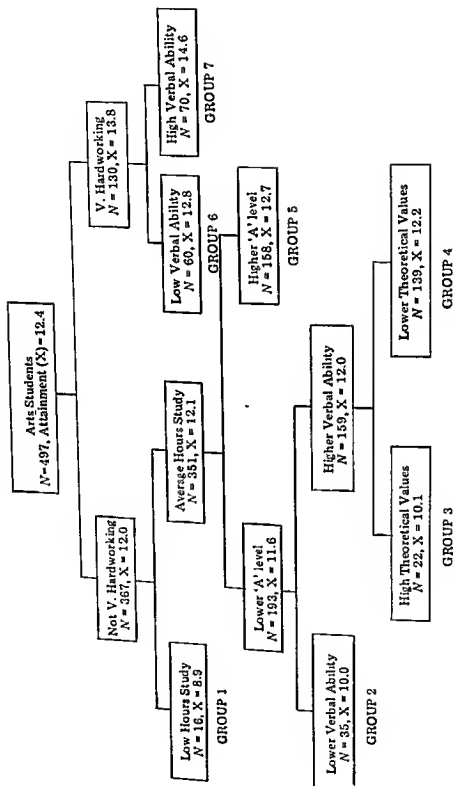 Arts Students
N=497, Attainment (X)=12.4
Not V. Hardworking
N = 367, X = 12.0
V. Hardworking
N = 130, X = 13.8
Low Hours Study
N = 16, X = 8.9
GROUP 1
Average Hours Study
N = 351, X = 12.1
Low Verbal Ability
N = 60, X = 12.8
GROUP 6
High Verbal Ability
N = 70, X = 14.6
GROUP 7
Lower 'A' level
N = 193, X = 11.6
Higher 'A' level
N = 158, X = 12.7
GROUP 5
Lower Verbal Ability
N = 35, X = 10.0
GROUP 2
Higher Verbal Ability
N = 159, X = 12.0
High Theoretical Values
N = 22, X = 10.1
GROUP 3
Lower Theoretical Values
N = 139, X = 12.2
GROUP 4